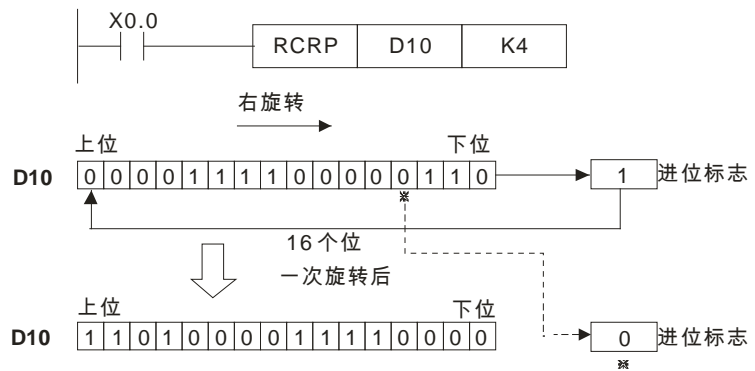 X0.0
RCRP D10 K4
右旋转
上位 下位
D10 0 0 0 0 1 1 1 1 0 0 0 0 0 1 1 0 1 进位标志
※
16个位
一次旋转后
上位 下位
D10 1 1 0 1 0 0 0 0 1 1 1 1 0 0 0 0 0 进位标志
※